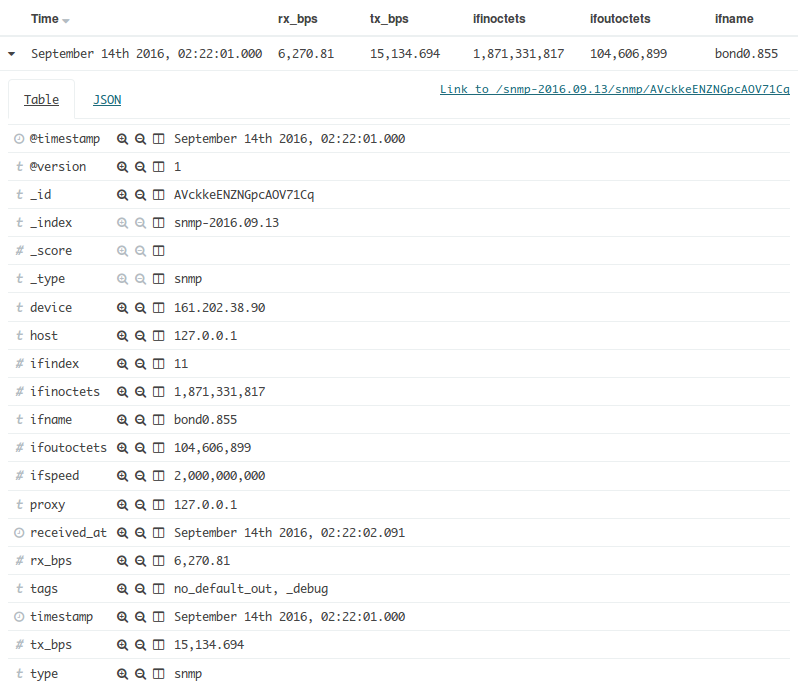 Time rx_bps tx_bps ifinoctets ifoutoctets ifname
September 14th 2016, 02:22:01.000 6,270.81 15,134.694 1,871,331,817 104,606,899 bond0.855
Table JSON Link to /snmp-2016.09.13/snmp/AVckkeENZNGpcAOV71Cq
@timestamp September 14th 2016, 02:22:01.000
t @version 1
t _id AVckkeENZNGpcAOV71Cq
t _index snmp-2016.09.13
# _score
t _type snmp
t device 161.202.38.90
t host 127.0.0.1
# ifindex 11
# ifinoctets 1,871,331,817
t ifname bond0.855
# ifoutoctets 104,606,899
# ifspeed 2,000,000,000
t proxy 127.0.0.1
received_at September 14th 2016, 02:22:02.091
# rx_bps 6,270.81
t tags no_default_out, _debug
timestamp September 14th 2016, 02:22:01.000
# tx_bps 15,134.694
t type snmp